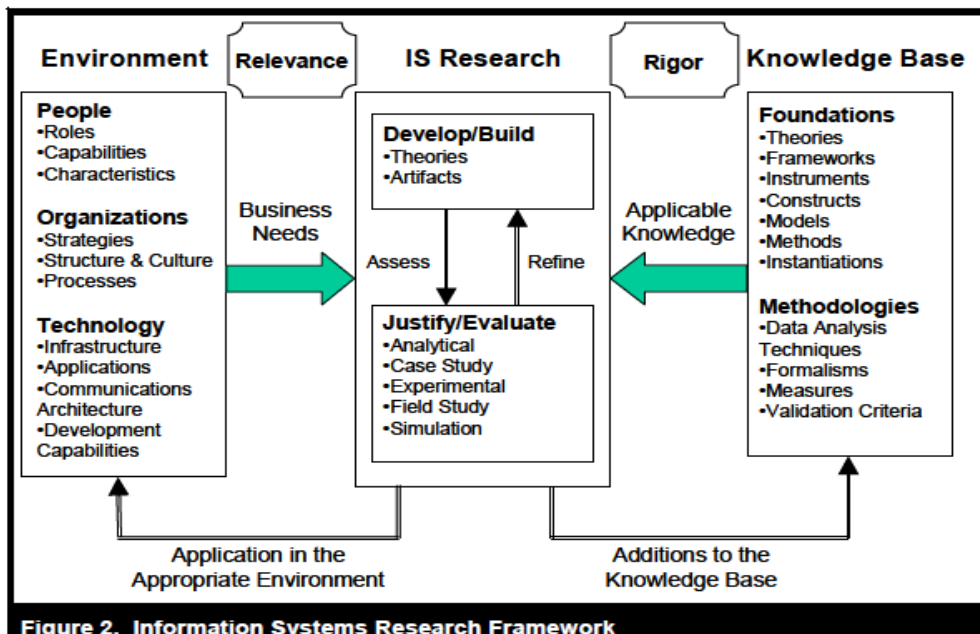 Environment
Relevance
IS Research
Rigor
Knowledge Base
People
•Roles
•Capabilities
•Characteristics
Organizations
•Strategies
•Structure & Culture
•Processes
Technology
•Infrastructure
•Applications
•Communications
Architecture
•Development
Capabilities
Business
Needs
Develop/Build
•Theories
•Artifacts
Assess
Refine
Justify/Evaluate
•Analytical
•Case Study
•Experimental
•Field Study
•Simulation
Applicable
Knowledge
Foundations
•Theories
•Frameworks
•Instruments
•Constructs
•Models
•Methods
•Instantiations
Methodologies
•Data Analysis
Techniques
•Formalisms
•Measures
•Validation Criteria
Application in the
Appropriate Environment
Additions to the
Knowledge Base
Figure 2. Information Systems Research Framework